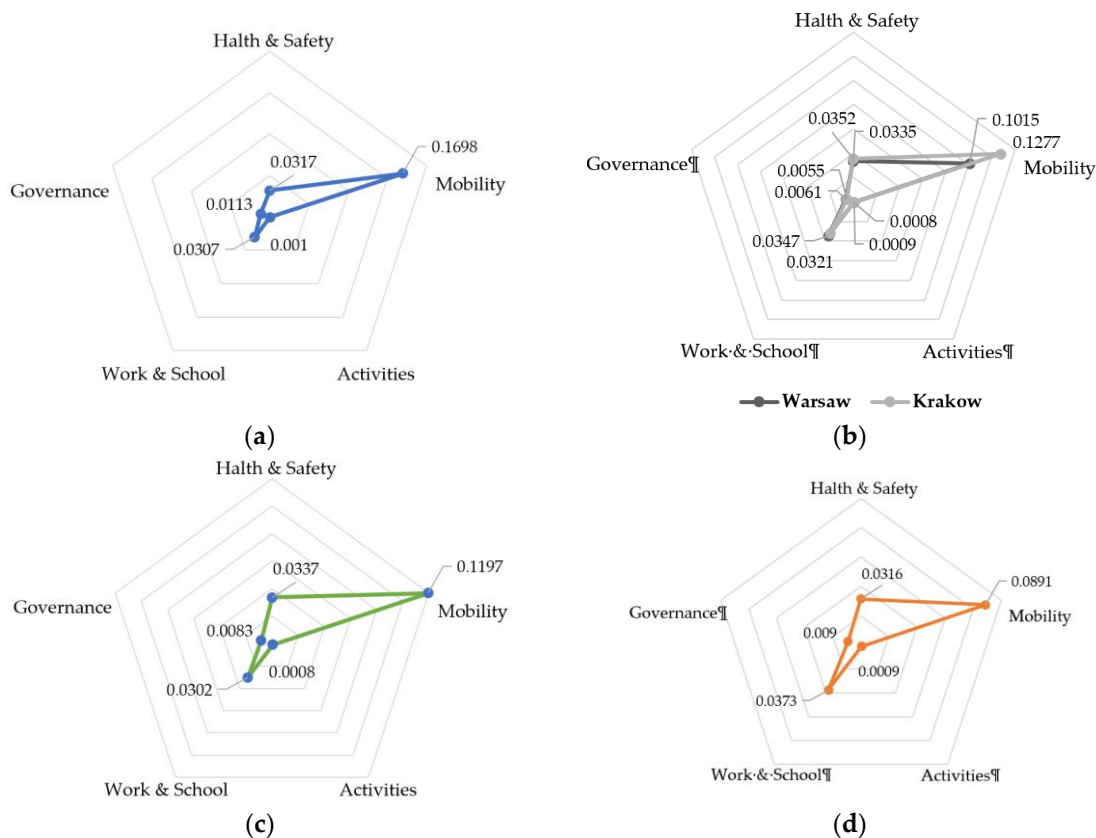 (a)
Halth & Safety
0.1698
0.0317
Mobility
Governance
0.0113
0.0307
0.001
Work & School
Activities
(b)
Halth & Safety
0.0352
0.0335
0.1015
0.1277
Governance¶
Mobility
0.0055
0.0061
0.0008
0.0347
0.0009
0.0321
Work·&·School¶
Activities¶
Warsaw
Krakow
(a)
(b)
Halth & Safety
0.1197
0.0337
Governance
Mobility
0.0083
0.0008
0.0302
Work & School
Activities
(c)
Halth & Safety
0.0891
0.0316
Governance¶
Mobility
0.009
0.0009
0.0373
Work·&·School¶
Activities¶
(d)